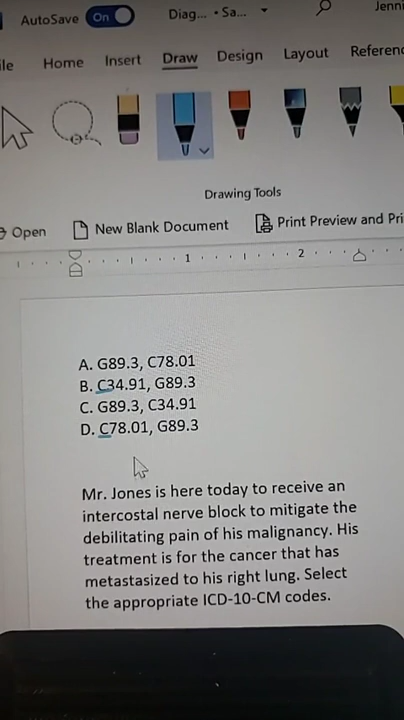 AutoSave On Diag... • Sa... Jenni
ile Home Insert Draw Design Layout Referenc
Drawing Tools
Open New Blank Document Print Preview and Pri
1 2
A. G89.3, C78.01
B. C34.91, G89.3
C. G89.3, C34.91
D. C78.01, G89.3
Mr. Jones is here today to receive an
intercostal nerve block to mitigate the
debilitating pain of his malignancy. His
treatment is for the cancer that has
metastasized to his right lung. Select
the appropriate ICD-10-CM codes.